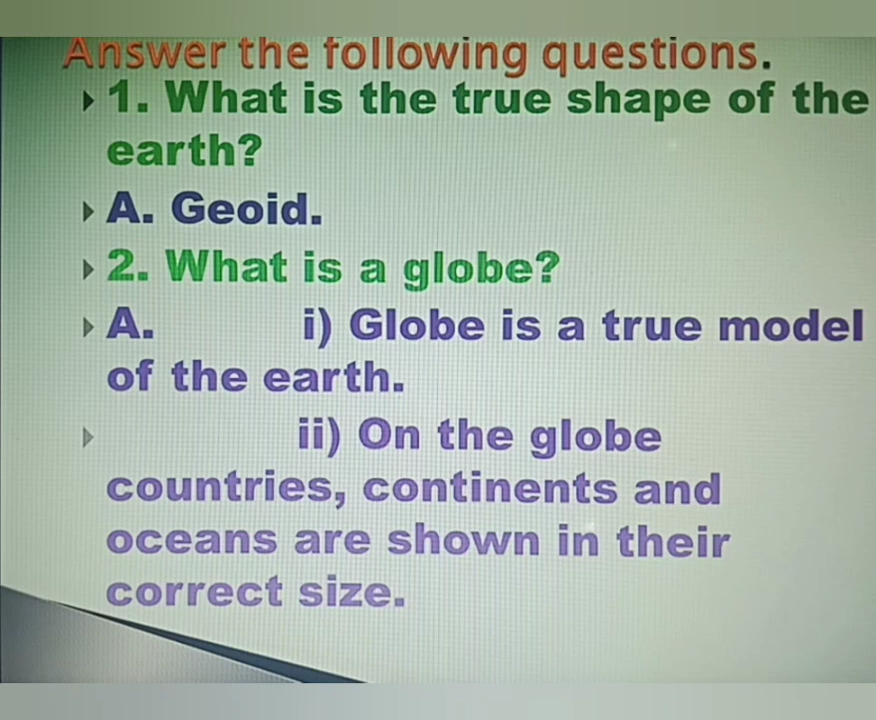 Answer the following questions.
1. What is the true shape of the
earth?
A. Geoid.
2. What is a globe?
A. i) Globe is a true model
of the earth.
ii) On the globe
countries, continents and
oceans are shown in their
correct size.